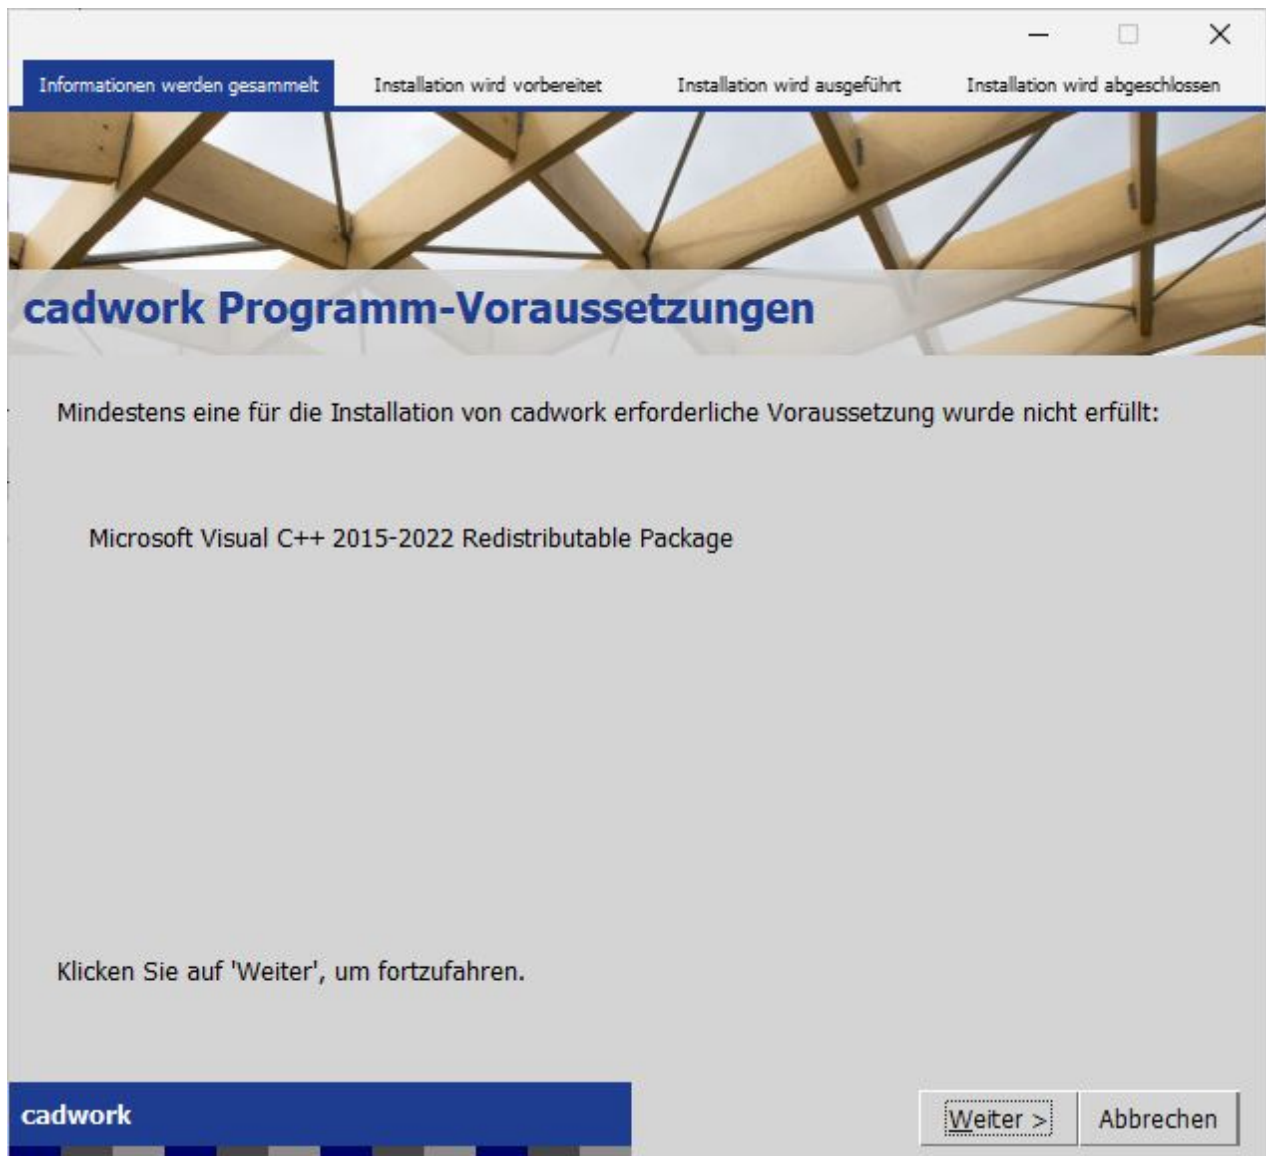 Informationen werden gesammelt
Installation wird vorbereitet
Installation wird ausgeführt
Installation wird abgeschlossen
cadwork Programm-Voraussetzungen
Mindestens eine für die Installation von cadwork erforderliche Voraussetzung wurde nicht erfüllt:
Microsoft Visual C++ 2015-2022 Redistributable Package
Klicken Sie auf 'Weiter', um fortzufahren.
cadwork
Weiter >
Abbrechen